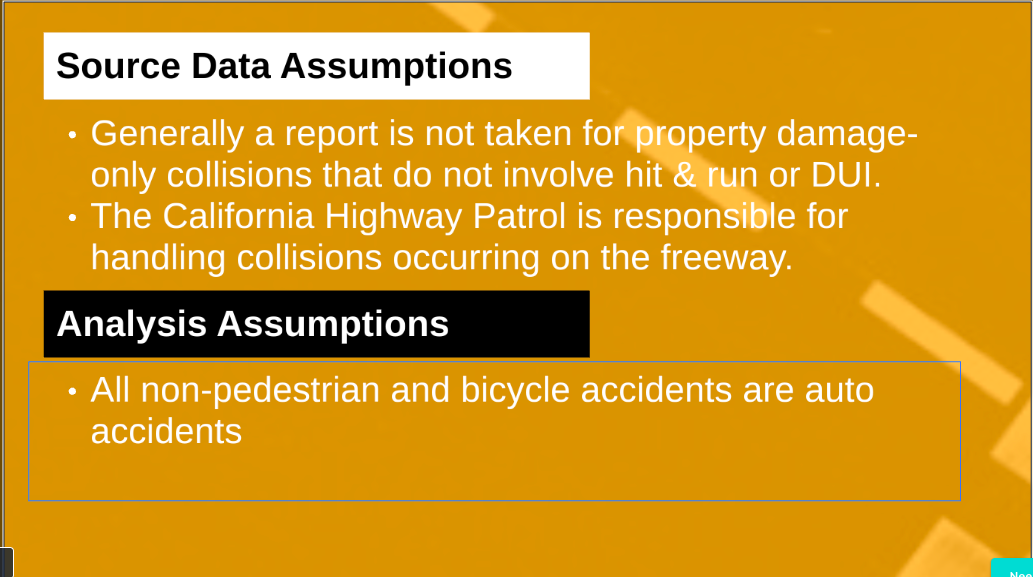 Source Data Assumptions
• Generally a report is not taken for property damage-
only collisions that do not involve hit & run or DUI.
• The California Highway Patrol is responsible for
handling collisions occurring on the freeway.
Analysis Assumptions
• All non-pedestrian and bicycle accidents are auto
accidents